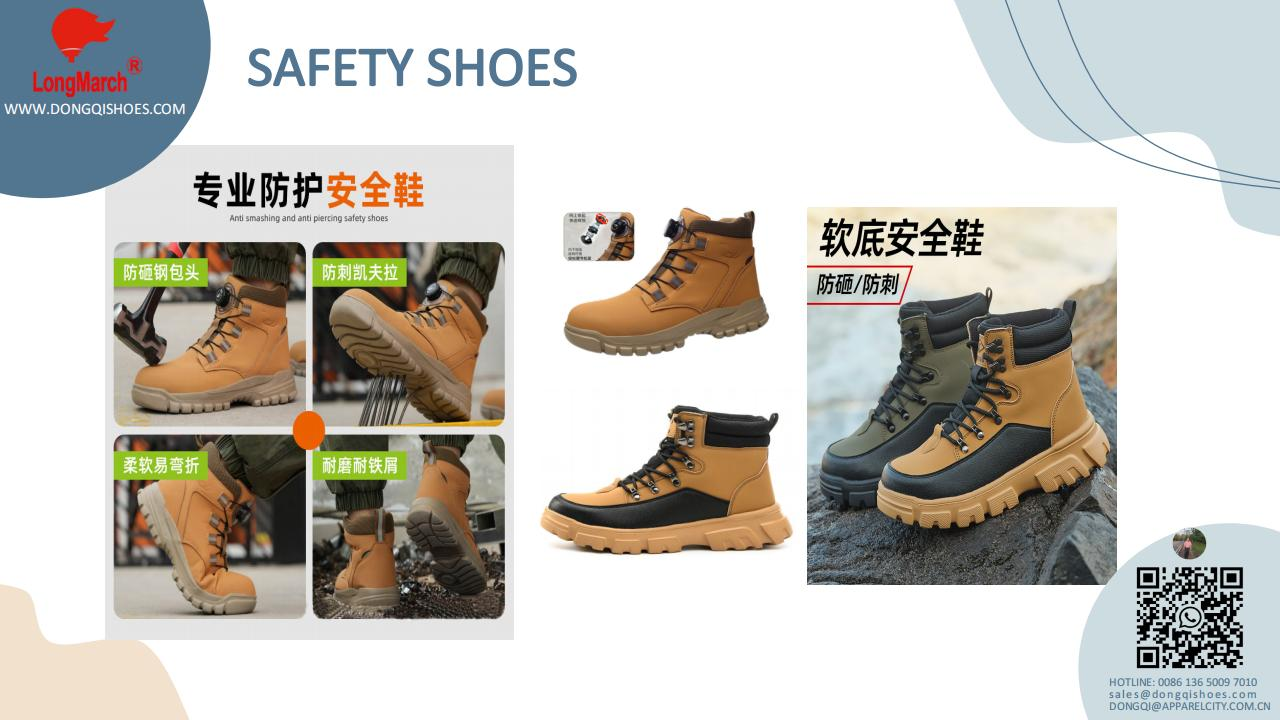 LongMarch®
WWW.DONGQISHOES.COM
SAFETY SHOES
专业防护安全鞋
Anti smashing and anti piercing safety shoes
防砸钢包头
防刺凯夫拉
柔软易弯折
耐磨耐铁屑
软底安全鞋
防砸/防刺
HOTLINE: 0086 136 5009 7010
sales@dongqishoes.com
DONGQI@APPARELCITY.COM.CN